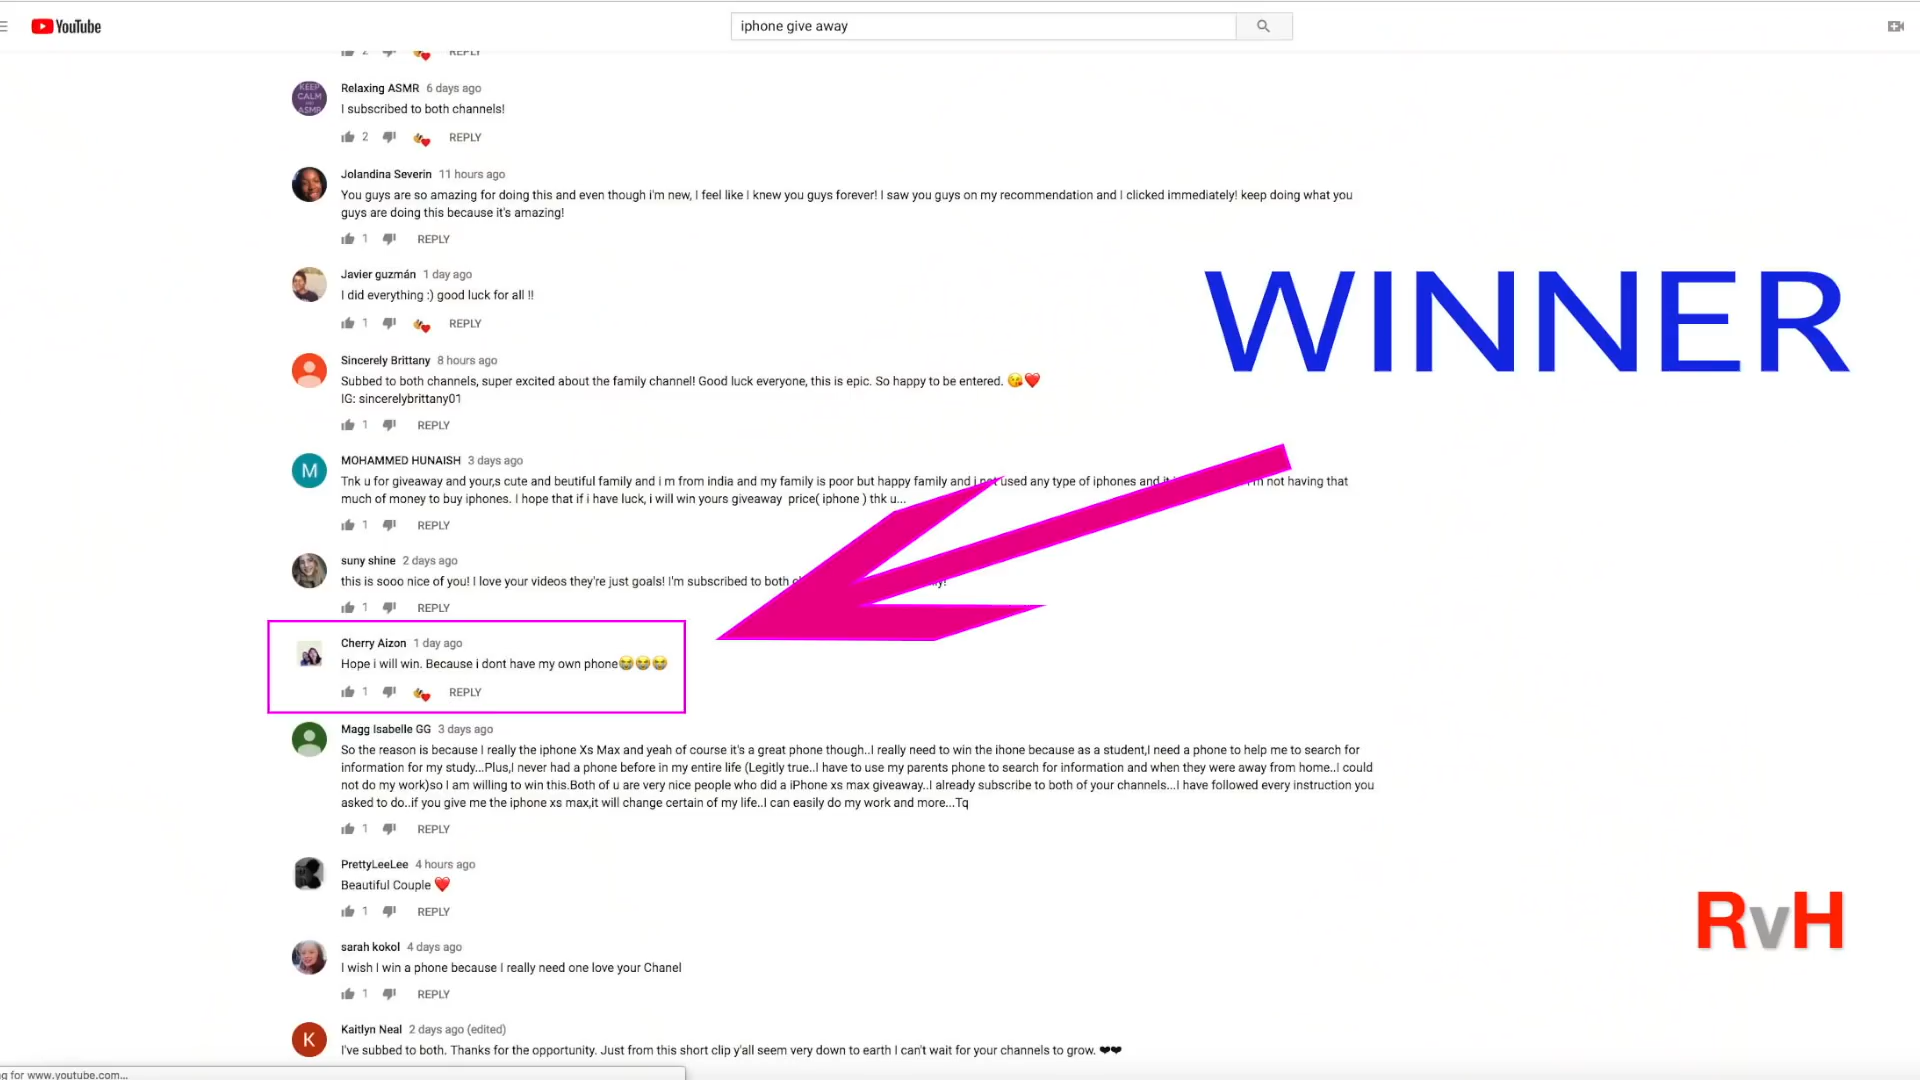 YouTube
iphone give away
2 REPLY
KEEP
CALM
AND
ASMR
Relaxing ASMR 6 days ago
I subscribed to both channels!
2 REPLY
Jolandina Severin 11 hours ago
You guys are so amazing for doing this and even though i'm new, I feel like I knew you guys forever! I saw you guys on my recommendation and I clicked immediately! keep doing what you
guys are doing this because it's amazing!
1 REPLY
Javier guzmán 1 day ago
I did everything :) good luck for all !!
1 REPLY
WINNER
Sincerely Brittany 8 hours ago
Subbed to both channels, super excited about the family channel! Good luck everyone, this is epic. So happy to be entered. 😘❤️
IG: sincerelybrittany01
1 REPLY
M
MOHAMMED HUNAISH 3 days ago
Tnk u for giveaway and your,s cute and beutiful family and i m from india and my family is poor but happy family and i not used any type of iphones and not having that
much of money to buy iphones. I hope that if i have luck, i will win yours giveaway price( iphone ) thk u...
1 REPLY
suny shine 2 days ago
this is sooo nice of you! I love your videos they're just goals! I'm subscribed to both
1 REPLY
Cherry Aizon 1 day ago
Hope i will win. Because i dont have my own phone😭😭😭
1 REPLY
Magg Isabelle GG 3 days ago
So the reason is because I really the iphone Xs Max and yeah of course it's a great phone though..I really need to win the ihone because as a student,I need a phone to help me to search for
information for my study...Plus,I never had a phone before in my entire life (Legitly true..I have to use my parents phone to search for information and when they were away from home..I could
not do my work)so I am willing to win this.Both of u are very nice people who did a iPhone xs max giveaway..I already subscribe to both of your channels...I have followed every instruction you
asked to do..if you give me the iphone xs max,it will change certain of my life..I can easily do my work and more...Tq
1 REPLY
PrettyLeeLee 4 hours ago
Beautiful Couple ❤️
1 REPLY
RvH
sarah kokol 4 days ago
I wish I win a phone because I really need one love your Chanel
1 REPLY
K
Kaitlyn Neal 2 days ago (edited)
I've subbed to both. Thanks for the opportunity. Just from this short clip y'all seem very down to earth I can't wait for your channels to grow. ❤❤
g for www.youtube.com...